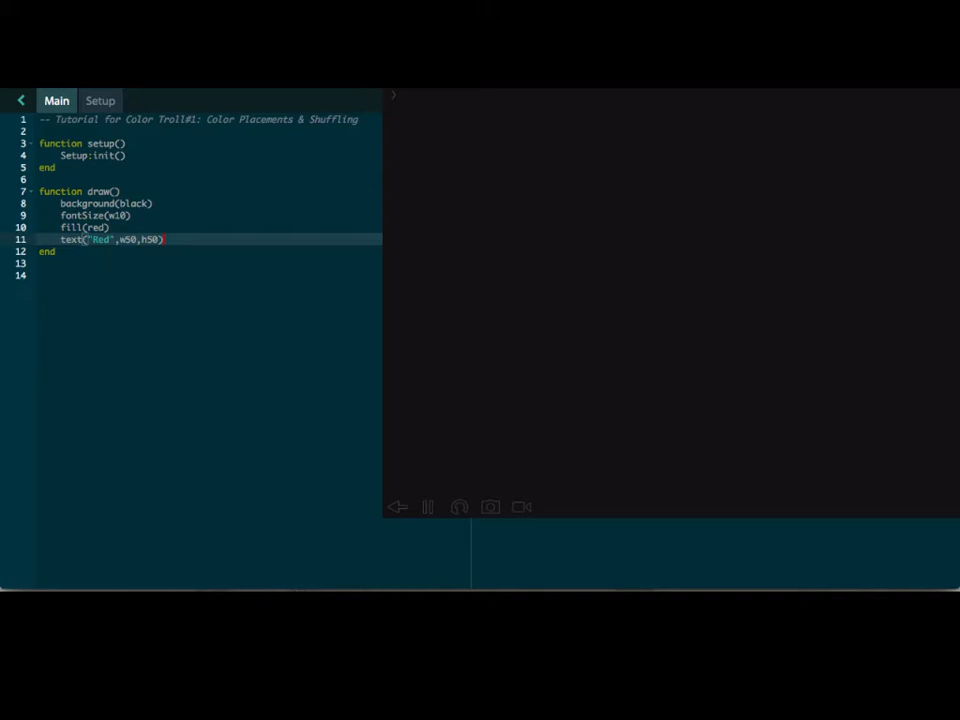 Main Setup
1 -- Tutorial for Color Troll#1: Color Placements & Shuffling
2
3 function setup()
4 Setup:init()
5 end
6
7 function draw()
8 background(black)
9 fontSize(w10)
10 fill(red)
11 text("Red",w50,h50)
12 end
13
14